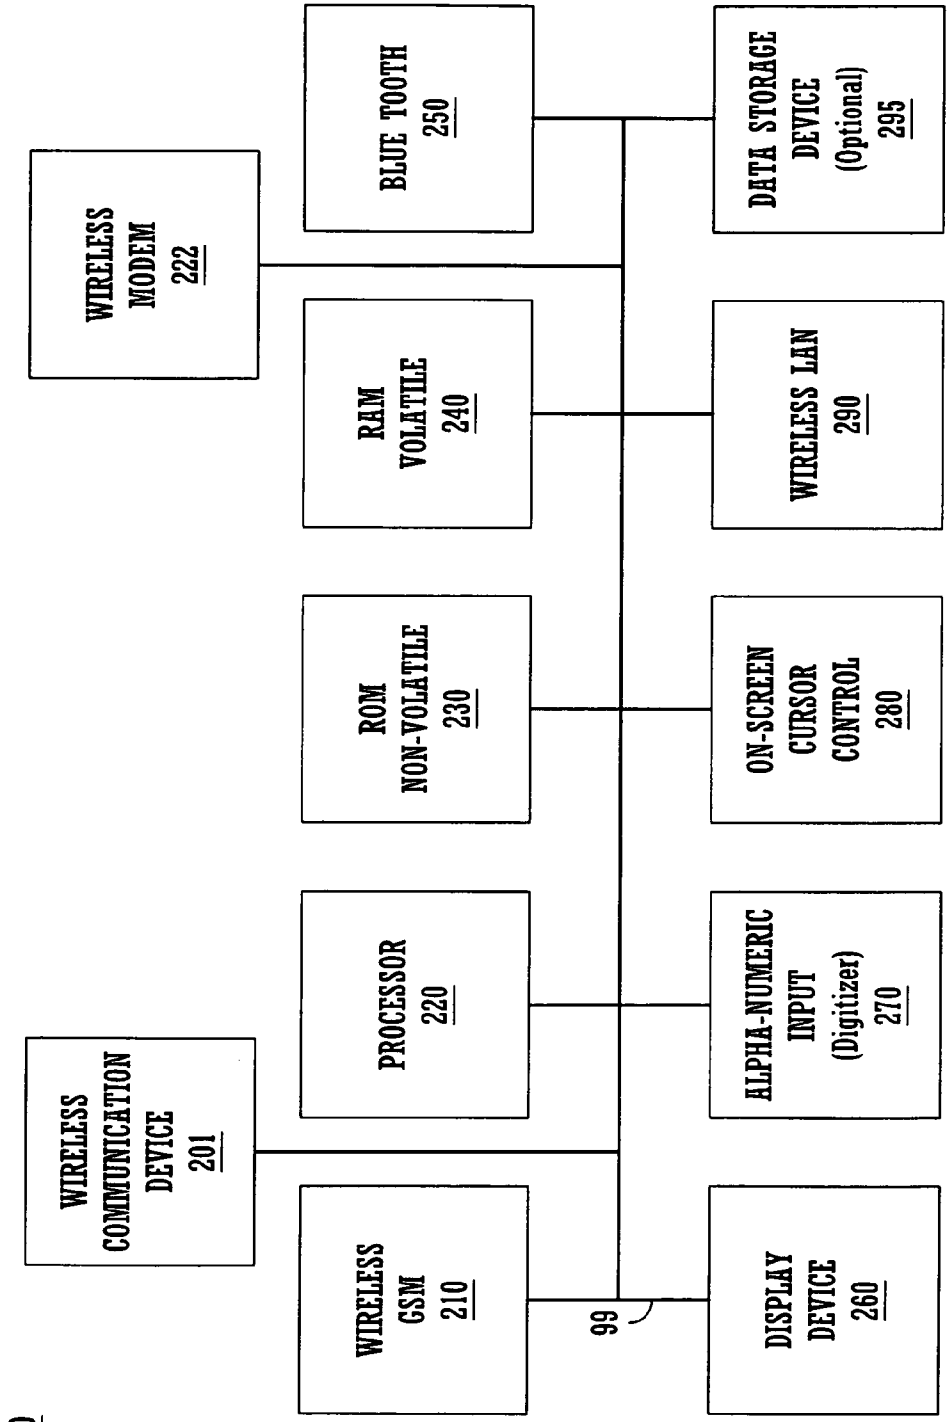 WIRELESS
COMMUNICATION
DEVICE
201
WIRELESS
MODEM
222
WIRELESS
GSM
210
PROCESSOR
220
ROM
NON-VOLATILE
230
RAM
VOLATILE
240
BLUE TOOTH
250
99
DISPLAY
DEVICE
260
ALPHA-NUMERIC
INPUT
(Digitizer)
270
ON-SCREEN
CURSOR
CONTROL
280
WIRELESS LAN
290
DATA STORAGE
DEVICE
(Optional)
295